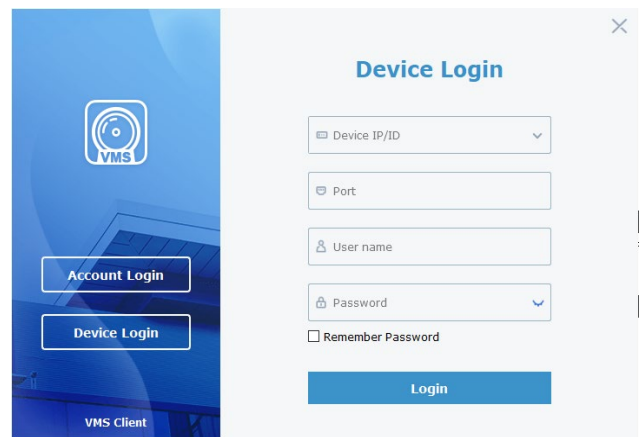 VMS
Account Login
Device Login
VMS Client
Device Login
Device IP/ID
Port
User name
Password
Remember Password
Login